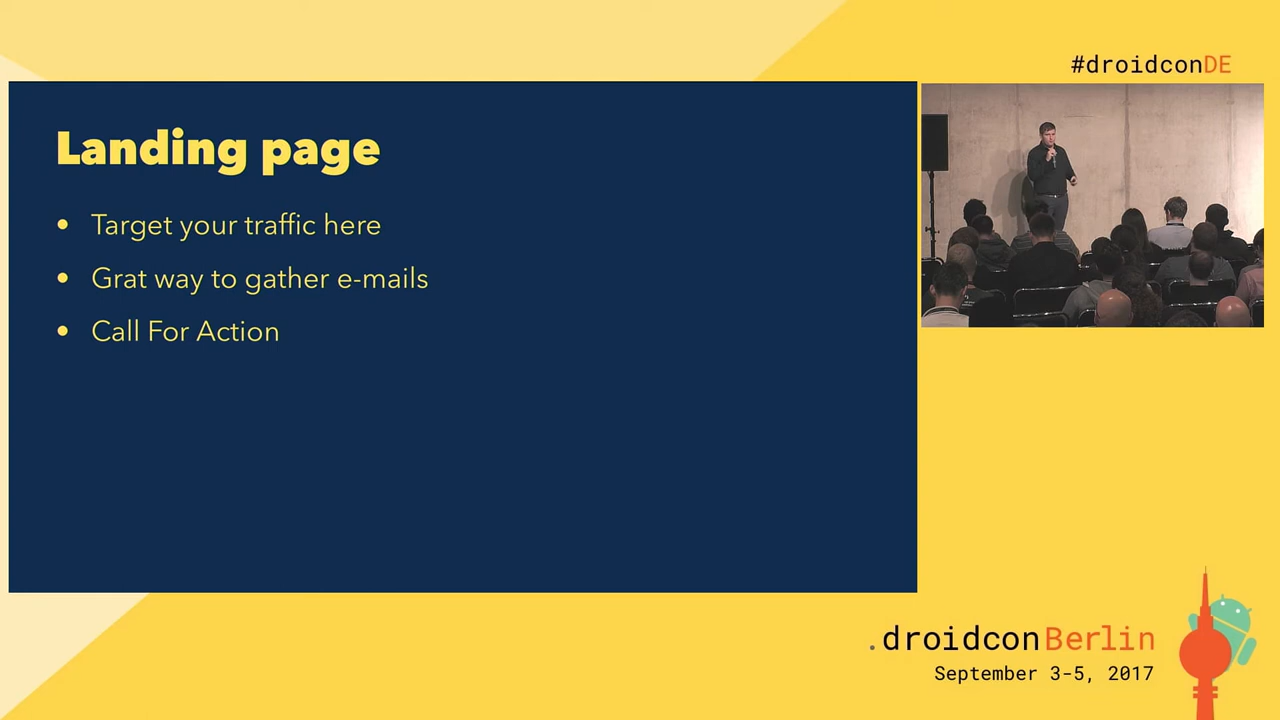 #droidconDE
Landing page
• Target your traffic here
• Grat way to gather e-mails
• Call For Action
.droidconBerlin
September 3-5, 2017